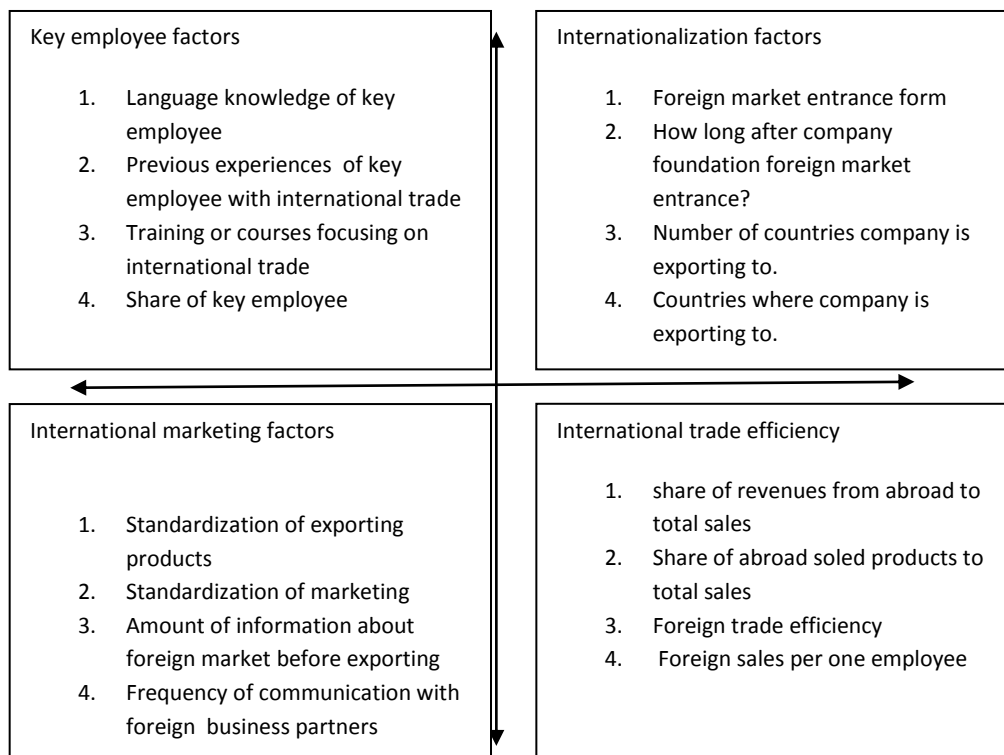 Key employee factors
1. Language knowledge of key
employee
2. Previous experiences of key
employee with international trade
3. Training or courses focusing on
international trade
4. Share of key employee
Internationalization factors
1. Foreign market entrance form
2. How long after company
foundation foreign market
entrance?
3. Number of countries company is
exporting to.
4. Countries where company is
exporting to.
International marketing factors
1. Standardization of exporting
products
2. Standardization of marketing
3. Amount of information about
foreign market before exporting
4. Frequency of communication with
foreign business partners
International trade efficiency
1. share of revenues from abroad to
total sales
2. Share of abroad soled products to
total sales
3. Foreign trade efficiency
4. Foreign sales per one employee